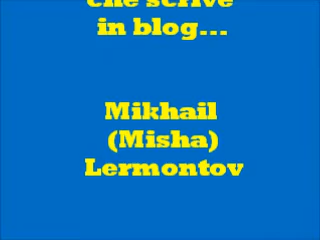 che scrive
in blog...
Mikhail
(Misha)
Lermontov